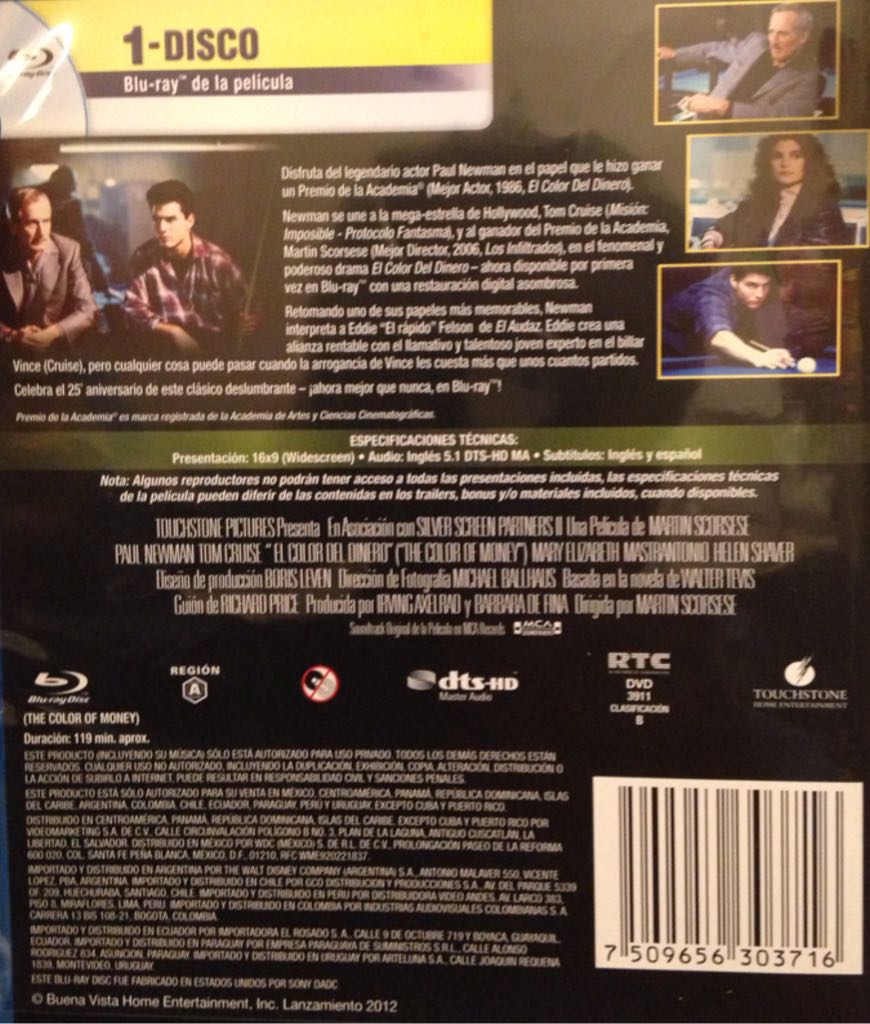 1-DISCO
Blu-ray™ de la película
Disfruta del legendario actor Paul Newman en el papel que le hizo ganar
un Premio de la Academia® (Mejor Actor, 1986, El Color Del Dinero).
Newman se une a la mega-estrella de Hollywood, Tom Cruise (Misión:
Imposible - Protocolo Fantasma), y al ganador del Premio de la Academia,
Martin Scorsese (Mejor Director, 2006, Los Infiltrados), en el fenomenal y
poderoso drama El Color Del Dinero – ahora disponible por primera
vez en Blu-ray™ con una restauración digital asombrosa.
Retomando uno de sus papeles más memorables, Newman
interpreta a Eddie "El rápido" Felson de El Audaz. Eddie crea una
alianza rentable con el llamativo y talentoso joven experto en el billar
Vince (Cruise), pero cualquier cosa puede pasar cuando la arrogancia de Vince les cuesta más que unos cuantos partidos.
Celebra el 25° aniversario de este clásico deslumbrante – ¡ahora mejor que nunca, en Blu-ray™!
Premio de la Academia® es marca registrada de la Academia de Artes y Ciencias Cinematográficas.
ESPECIFICACIONES TÉCNICAS:
Presentación: 16x9 (Widescreen) • Audio: Inglés 5.1 DTS-HD MA • Subtítulos: Inglés y español
Nota: Algunos reproductores no podrán tener acceso a todas las presentaciones incluidas, las especificaciones técnicas
de la película pueden diferir de las contenidas en los trailers, bonus y/o materiales incluidos, cuando disponibles.
TOUCHSTONE PICTURES Presenta En Asociación con SILVER SCREEN PARTNERS II Una Película de MARTIN SCORSESE
PAUL NEWMAN TOM CRUISE "EL COLOR DEL DINERO" ("THE COLOR OF MONEY") MARY ELIZABETH MASTRANTONIO HELEN SHAVER
Diseño de producción BORIS LEVEN Dirección de Fotografía MICHAEL BALLHAUS Basada en la novela de WALTER TEVIS
Guión de RICHARD PRICE Producida por IRVING AXELRAD y BARBARA DE FINA Dirigida por MARTIN SCORSESE
Soundtrack Original de la Película en MCA Records MCA
Blu-ray Disc
REGIÓN
A
dts-HD
Master Audio
RTC
DVD
3911
CLASIFICACIÓN
B
TOUCHSTONE
HOME ENTERTAINMENT
(THE COLOR OF MONEY)
Duración: 119 min. aprox.
ESTE PRODUCTO (INCLUYENDO SU MÚSICA) SÓLO ESTÁ AUTORIZADO PARA USO PRIVADO. TODOS LOS DEMÁS DERECHOS ESTÁN
RESERVADOS. CUALQUIER USO NO AUTORIZADO, INCLUYENDO LA DUPLICACIÓN, EXHIBICIÓN, COPIA, ALTERACIÓN, DISTRIBUCIÓN O
LA ACCIÓN DE SUBIRLO A INTERNET, PUEDE RESULTAR EN RESPONSABILIDAD CIVIL Y SANCIONES PENALES.
ESTE PRODUCTO ESTÁ SÓLO AUTORIZADO PARA SU VENTA EN MÉXICO, CENTROAMÉRICA, PANAMÁ, REPÚBLICA DOMINICANA, ISLAS
DEL CARIBE, ARGENTINA, COLOMBIA, CHILE, ECUADOR, PARAGUAY, PERÚ Y URUGUAY, EXCEPTO CUBA Y PUERTO RICO.
DISTRIBUIDO EN CENTROAMÉRICA, PANAMÁ, REPÚBLICA DOMINICANA, ISLAS DEL CARIBE, EXCEPTO CUBA Y PUERTO RICO POR
VIDEOMARKETING S.A. DE C.V., CALLE CIRCUNVALACIÓN POLÍGONO B NO. 3, PLAN DE LA LAGUNA, ANTIGUO CUSCATLÁN, LA
LIBERTAD, EL SALVADOR. DISTRIBUIDO EN MÉXICO POR WDC (MÉXICO) S. DE R.L. DE C.V., PROLONGACIÓN PASEO DE LA REFORMA
600 020, COL. SANTA FE PEÑA BLANCA, MÉXICO, D.F., 01210, RFC WME920221837.
IMPORTADO Y DISTRIBUIDO EN ARGENTINA POR THE WALT DISNEY COMPANY (ARGENTINA) S.A., ANTONIO MALAVER 550, VICENTE
LOPEZ, PBA, ARGENTINA. IMPORTADO Y DISTRIBUIDO EN CHILE POR GCO DISTRIBUCION Y PRODUCCIONES S.A., AV. DEL PARQUE 5339
OF. 209, HUECHURABA, SANTIAGO, CHILE. IMPORTADO Y DISTRIBUIDO EN PERU POR DISTRIBUIDORA VIDEO ANDES, AV. LARCO 383,
PISO 8, MIRAFLORES, LIMA, PERU. IMPORTADO Y DISTRIBUIDO EN COLOMBIA POR INDUSTRIAS AUDIOVISUALES COLOMBIANAS S.A.
CARRERA 13 BIS 108-21, BOGOTA, COLOMBIA.
IMPORTADO Y DISTRIBUIDO EN ECUADOR POR IMPORTADORA EL ROSADO S.A., CALLE 9 DE OCTUBRE 719 Y BOYACA, GUAYAQUIL,
ECUADOR. IMPORTADO Y DISTRIBUIDO EN PARAGUAY POR EMPRESA PARAGUAYA DE SUMINISTROS S.R.L., CALLE ALONSO
RODRIGUEZ 834, ASUNCION, PARAGUAY. IMPORTADO Y DISTRIBUIDO EN URUGUAY POR ARTELUNA S.A., CALLE JOAQUIN REQUENA
1839, MONTEVIDEO, URUGUAY.
ESTE BLU-RAY DISC FUE FABRICADO EN ESTADOS UNIDOS POR SONY DADC
© Buena Vista Home Entertainment, Inc. Lanzamiento 2012
7 509656 303716